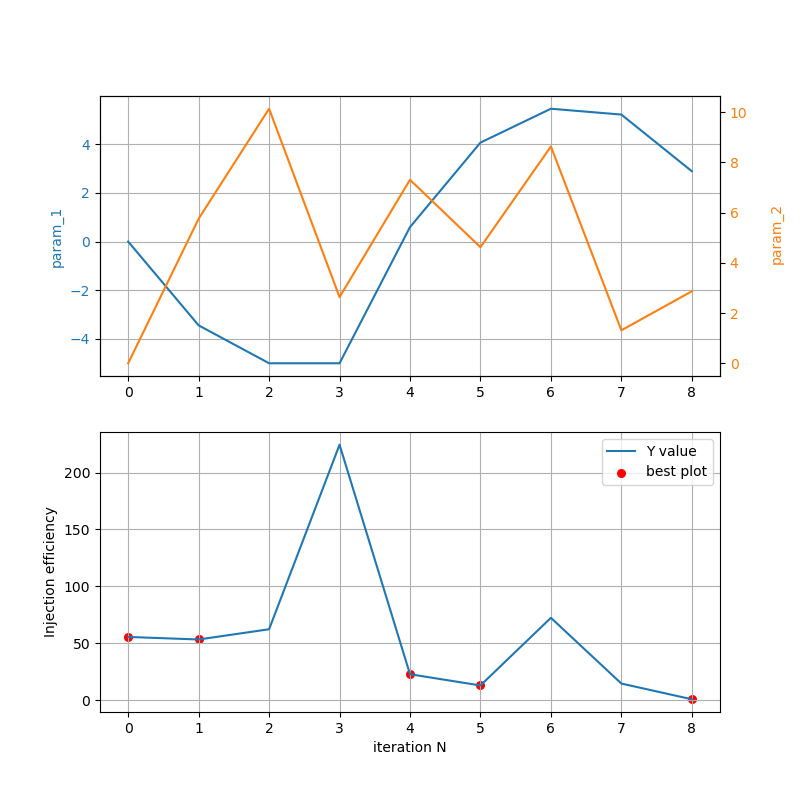 4
2
0
−2
−4
param_1
10
8
6
4
2
0
param_2
0 1 2 3 4 5 6 7 8
200
150
100
50
0
Injection efficiency
Y value
best plot
0 1 2 3 4 5 6 7 8
iteration N